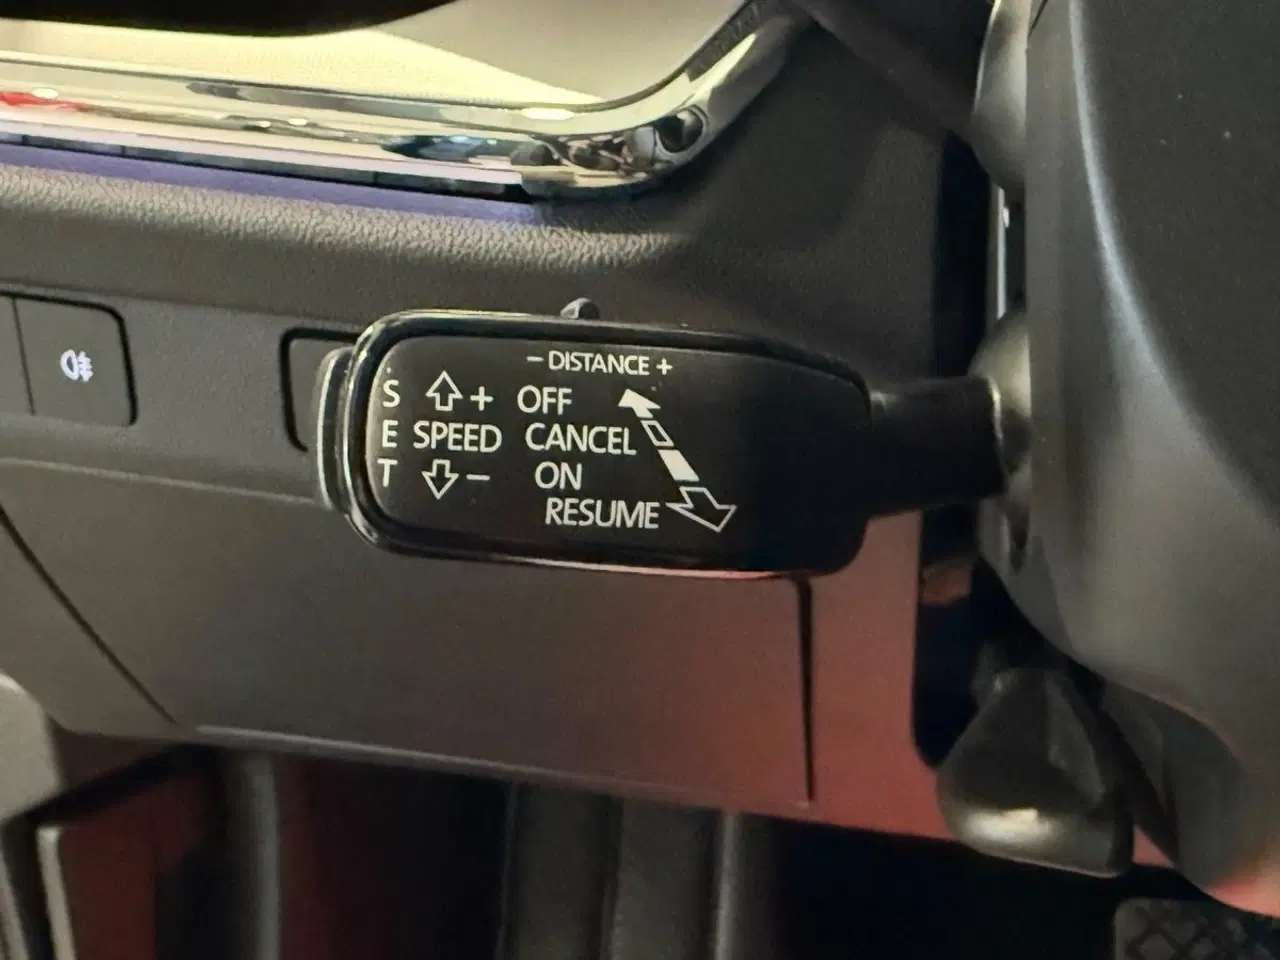 – DISTANCE +
S + OFF
E SPEED CANCEL
T – ON
RESUME